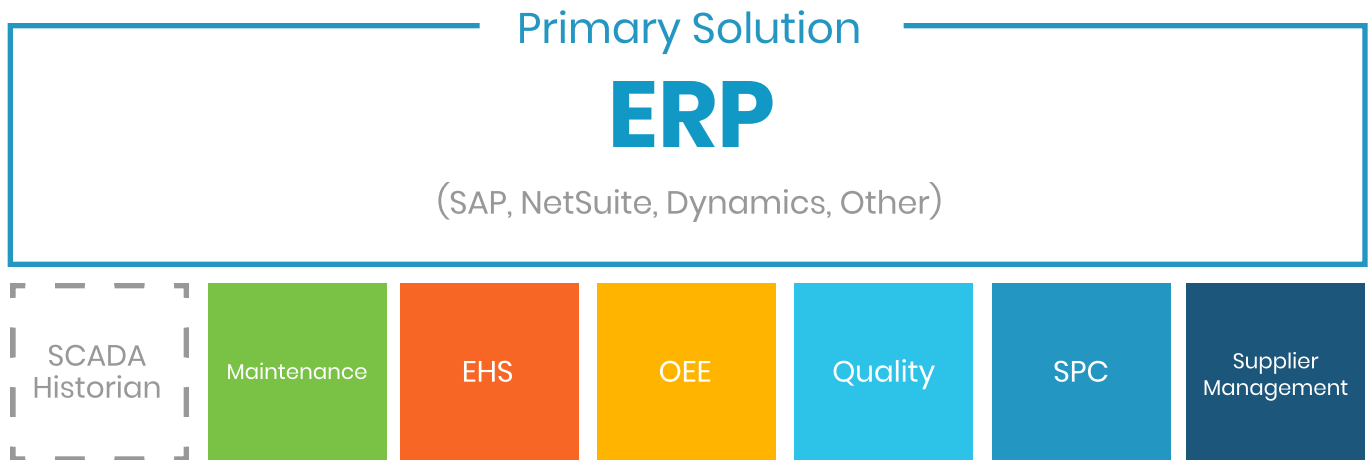 Primary Solution
ERP
(SAP, NetSuite, Dynamics, Other)
SCADA
Historian
Maintenance
EHS
OEE
Quality
SPC
Supplier
Management